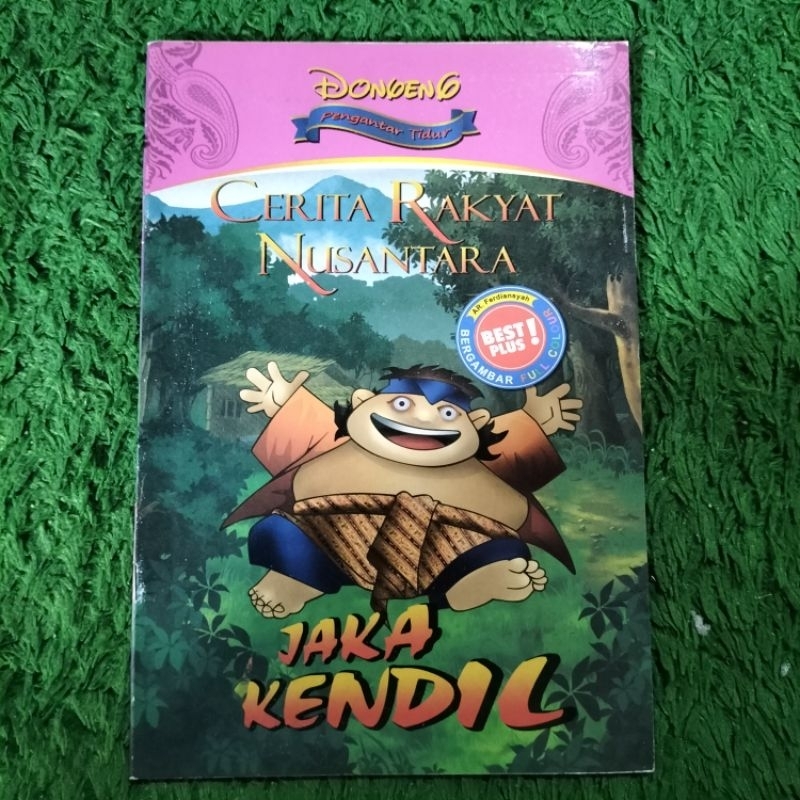 DONGENG
Pengantar Tidur
CERITA RAKYAT
NUSANTARA
AR. Ferdiansyah
BEST!
PLUS
BERGAMBAR FULL COLOUR
JAKA
KENDIL